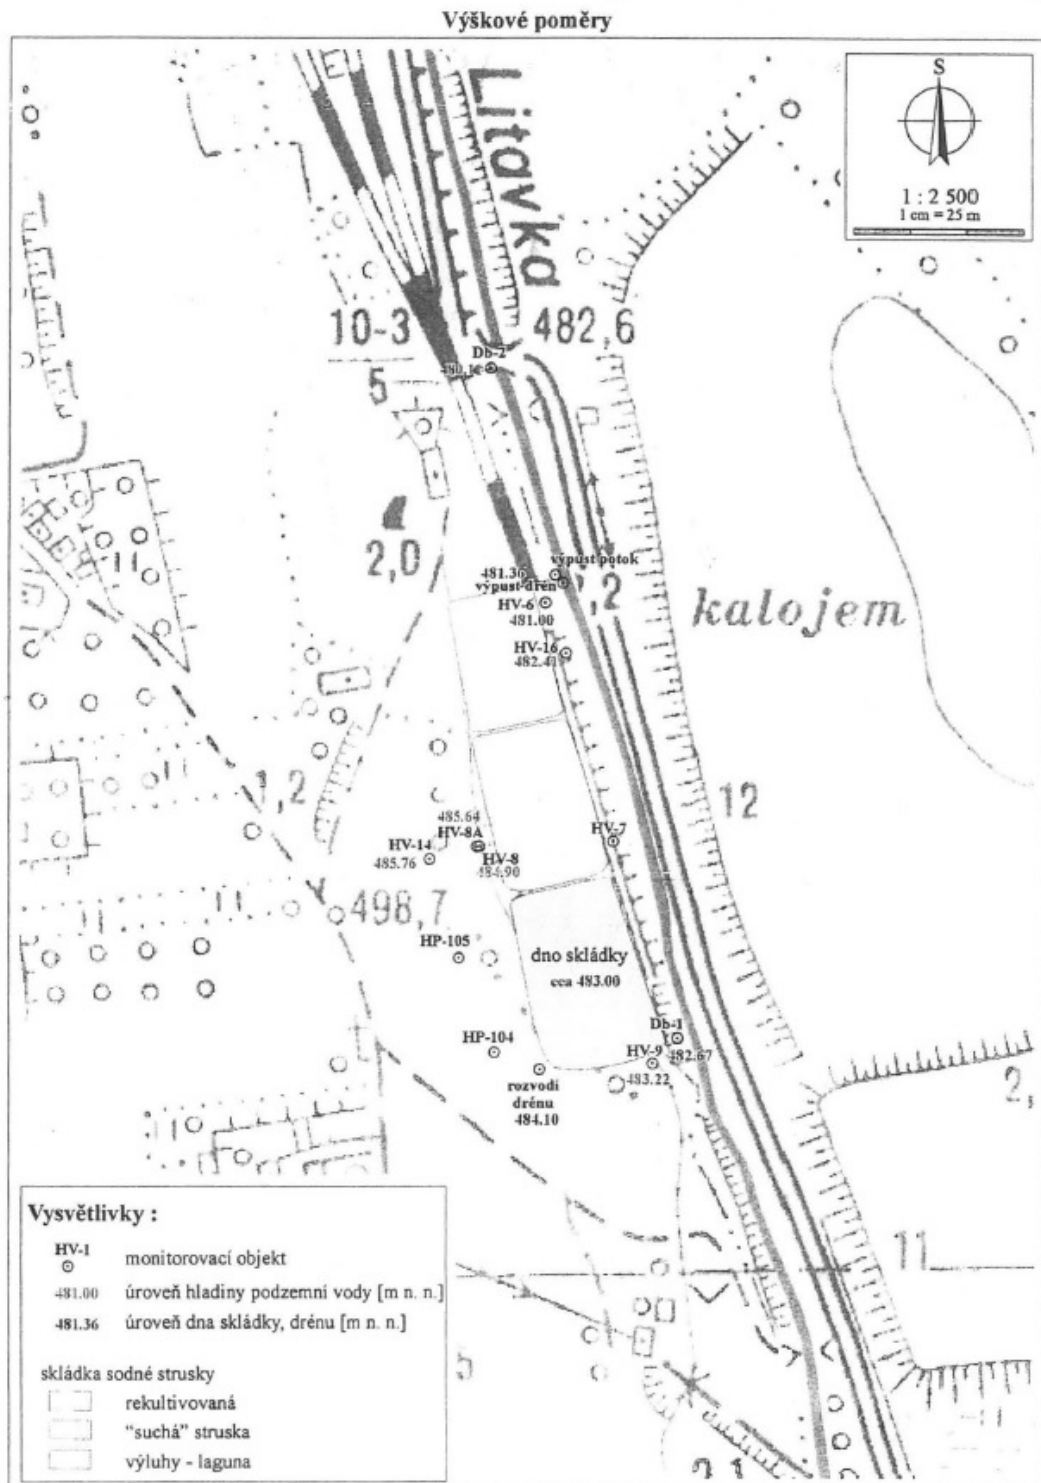 Výškové poměry
S
1 : 2 500
1 cm = 25 m
Litavka
10-3
5
482,6
Db-2
2,0
výpust potok
481.36
výpust drén
,2
HV-6
481.00
kalojem
HV-16
482.41
1,2
12
485.64
HV-8A
HV-7
HV-14
HV-8
485.76
484.90
498,7
HP-105
dno skládky
cca 483.00
Db-1
HP-104
HV-9
482.67
483.22
rozvodí
drénu
484.10
2,
11
Vysvětlivky :
HV-1
monitorovací objekt
481.00 úroveň hladiny podzemní vody [m n. n.]
481.36 úroveň dna skládky, drénu [m n. n.]
skládka sodné strusky
rekultivovaná
"suchá" struska
výluhy - laguna